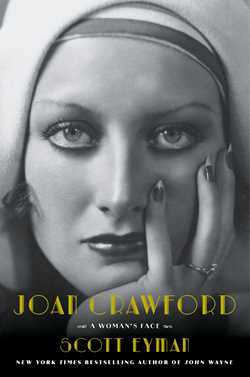 JOAN CRAWFORD
A WOMAN'S FACE
SCOTT EYMAN
NEW YORK TIMES BESTSELLING AUTHOR OF JOHN WAYNE